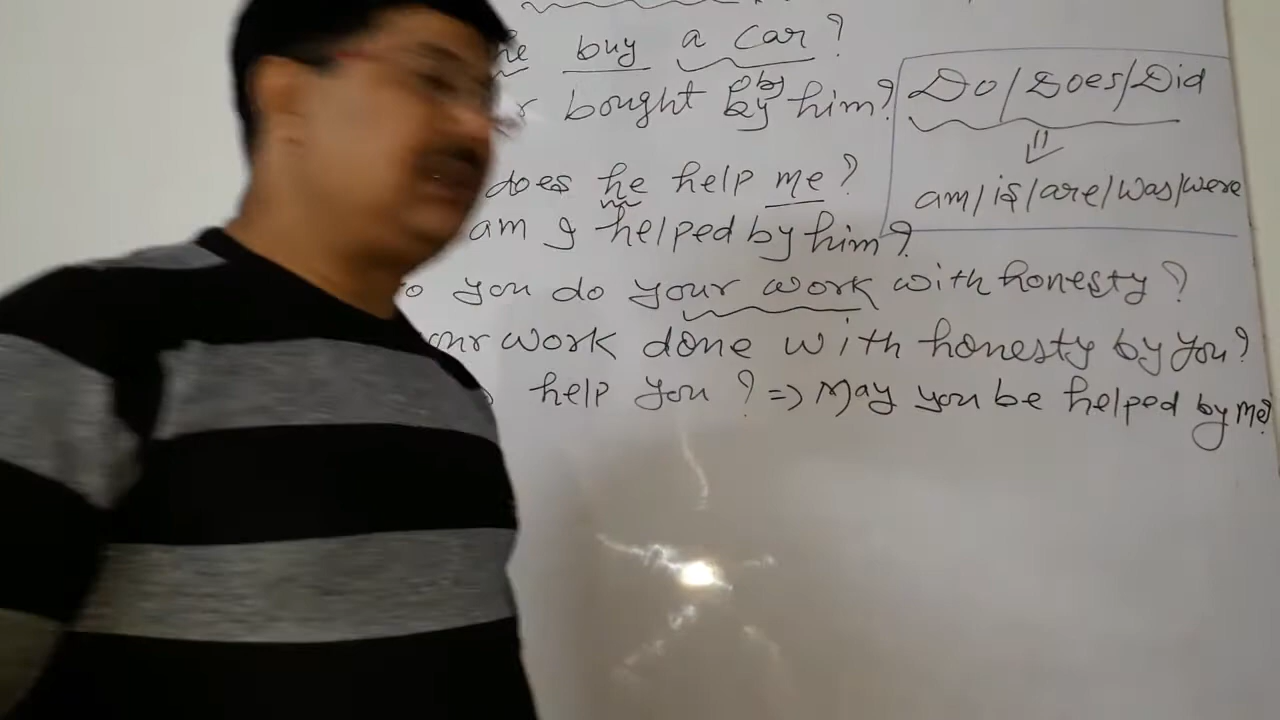 he buy a car?
obj
r bought by him?
Do/Does/Did
am/is/are/was/were
does he help me?
am I helped by him?
o you do your work with honesty?
our work done with honesty by you?
help you? => May you be helped by me?